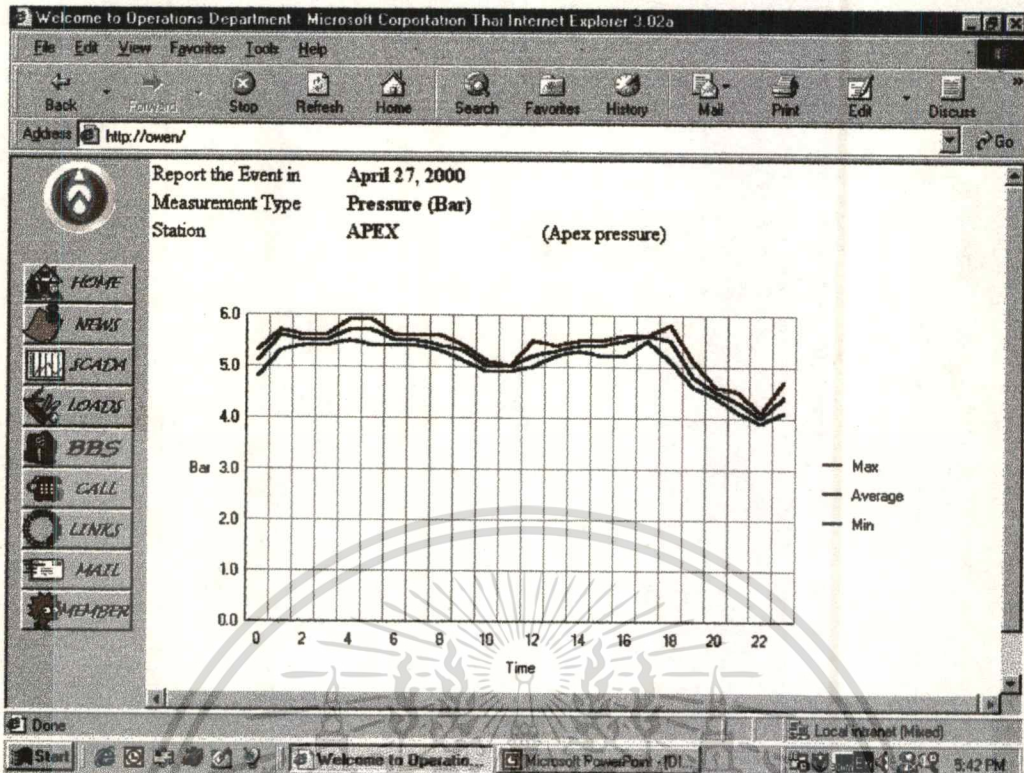 Welcome to Operations Department - Microsoft Corportation Thai Internet Explorer 3.02a
File Edit View Favorites Tools Help
Back Forward Stop Refresh Home Search Favorites History Mail Print Edit Discuss
Address http://owen/ Go
Report the Event in April 27, 2000
Measurement Type Pressure (Bar)
Station APEX (Apex pressure)
HOME
NEWS
SCADA
LOADS
BBS
CALL
LINKS
MAIL
MEMBER
6.0
5.0
4.0
Bar 3.0
2.0
1.0
0.0
0 2 4 6 8 10 12 14 16 18 20 22
Time
Max
Average
Min
Done
Local intranet (Mixed)
Start
Welcome to Operatio...
Microsoft PowerPoint - [DI...
5:42 PM